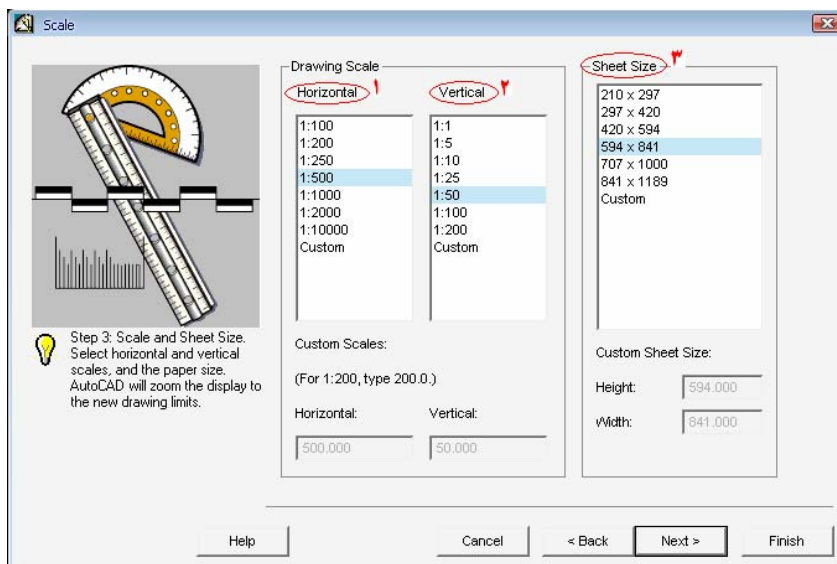 Scale
Drawing Scale
Horizontal ۱
Vertical ۲
1:100
1:200
1:250
1:500
1:1000
1:2000
1:10000
Custom
1:1
1:5
1:10
1:25
1:50
1:100
1:200
Custom
Custom Scales:
(For 1:200, type 200.0.)
Horizontal:
Vertical:
500.000
50.000
Sheet Size ۳
210 x 297
297 x 420
420 x 594
594 x 841
707 x 1000
841 x 1189
Custom
Custom Sheet Size:
Height:
594.000
Width:
841.000
Step 3: Scale and Sheet Size.
Select horizontal and vertical
scales, and the paper size.
AutoCAD will zoom the display to
the new drawing limits.
Help
Cancel
< Back
Next >
Finish